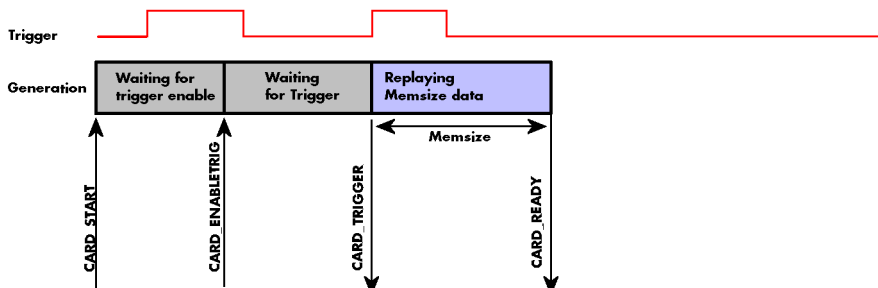 Trigger
Generation
Waiting for
trigger enable
Waiting
for Trigger
Replaying
Memsize data
Memsize
CARD_START
CARD_ENABLETRIG
CARD_TRIGGER
CARD_READY